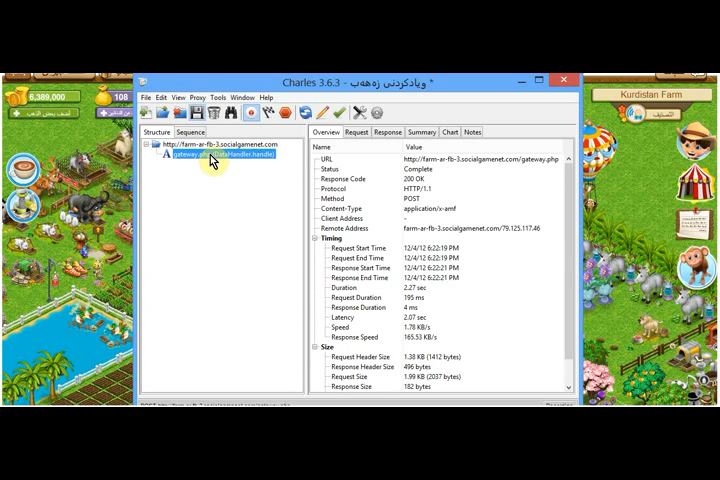 Charles 3.6.3 - ویادکردنی زەهەب *
File Edit View Proxy Tools Window Help
6,389,000
108
أضف بعض الذهب
Kurdistan Farm
التصنيف
Structure Sequence
http://farm-ar-fb-3.socialgamenet.com
gateway.php (DataHandler.handle)
Overview Request Response Summary Chart Notes
Name Value
URL http://farm-ar-fb-3.socialgamenet.com/gateway.php
Status Complete
Response Code 200 OK
Protocol HTTP/1.1
Method POST
Content-Type application/x-amf
Client Address -
Remote Address farm-ar-fb-3.socialgamenet.com/79.125.117.46
Timing
Request Start Time 12/4/12 6:22:19 PM
Request End Time 12/4/12 6:22:19 PM
Response Start Time 12/4/12 6:22:21 PM
Response End Time 12/4/12 6:22:21 PM
Duration 2.27 sec
Request Duration 195 ms
Response Duration 4 ms
Latency 2.07 sec
Speed 1.78 KB/s
Response Speed 165.53 KB/s
Size
Request Header Size 1.38 KB (1412 bytes)
Response Header Size 496 bytes
Request Size 1.99 KB (2037 bytes)
Response Size 182 bytes